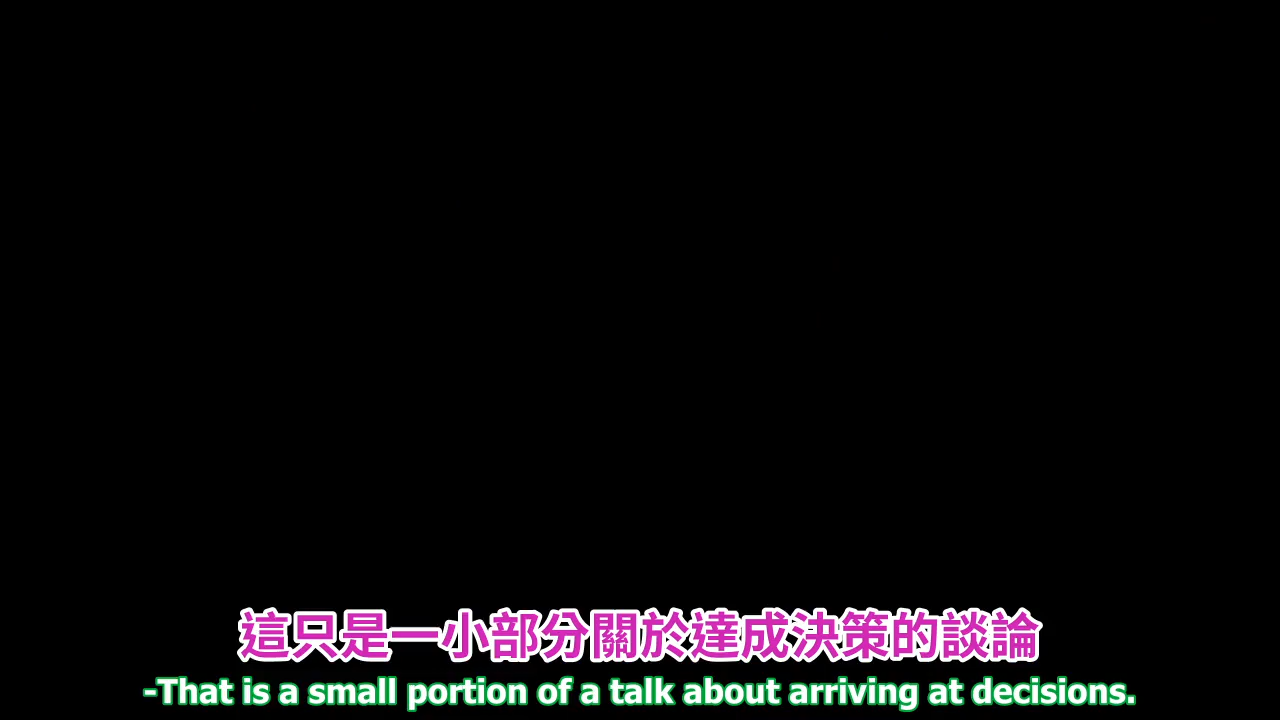 這只是一小部分關於達成決策的談論
-That is a small portion of a talk about arriving at decisions.